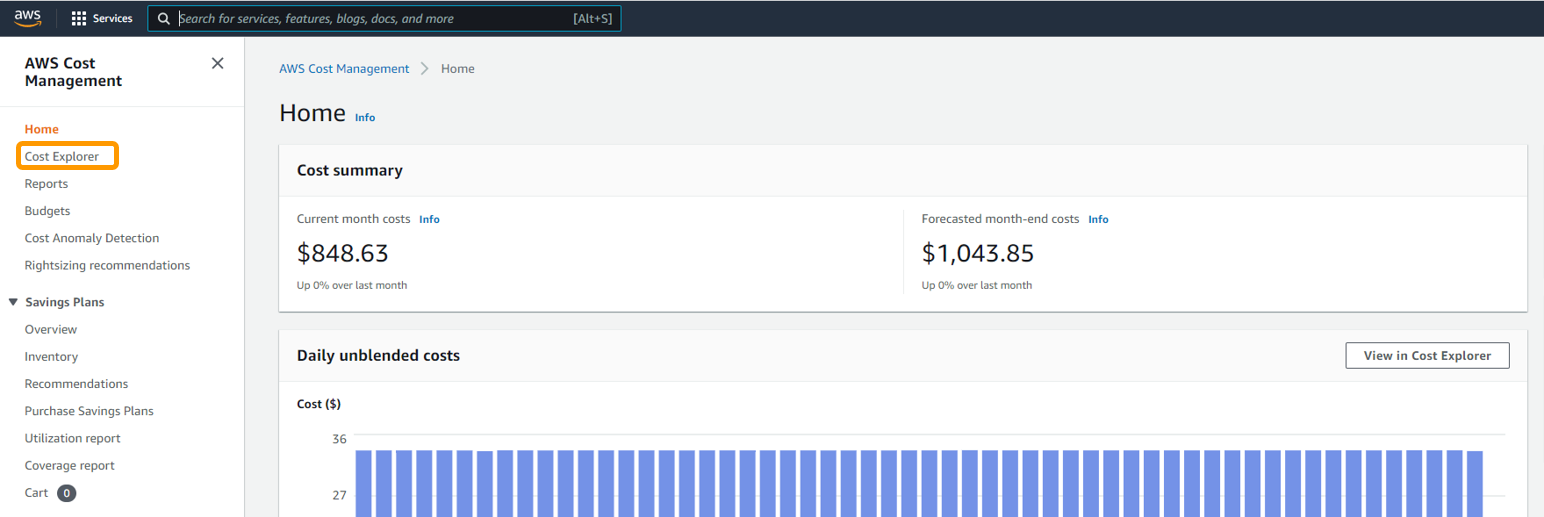 aws
Services
Search for services, features, blogs, docs, and more
[Alt+S]
AWS Cost
Management
Home
Cost Explorer
Reports
Budgets
Cost Anomaly Detection
Rightsizing recommendations
Savings Plans
Overview
Inventory
Recommendations
Purchase Savings Plans
Utilization report
Coverage report
Cart 0
AWS Cost Management > Home
Home Info
Cost summary
Current month costs Info
$848.63
Up 0% over last month
Forecasted month-end costs Info
$1,043.85
Up 0% over last month
Daily unblended costs
View in Cost Explorer
Cost ($)
36
27